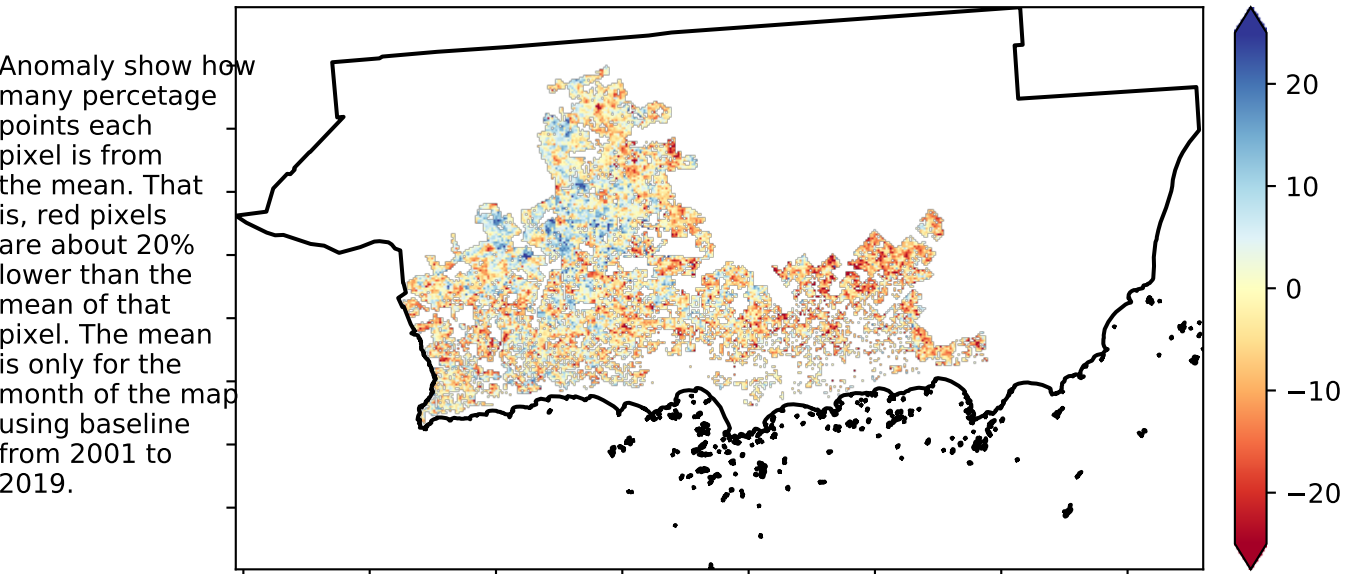 Anomaly show how
many percetage
points each
pixel is from
the mean. That
is, red pixels
are about 20%
lower than the
mean of that
pixel. The mean
is only for the
month of the map
using baseline
from 2001 to
2019.
20
10
0
−10
−20